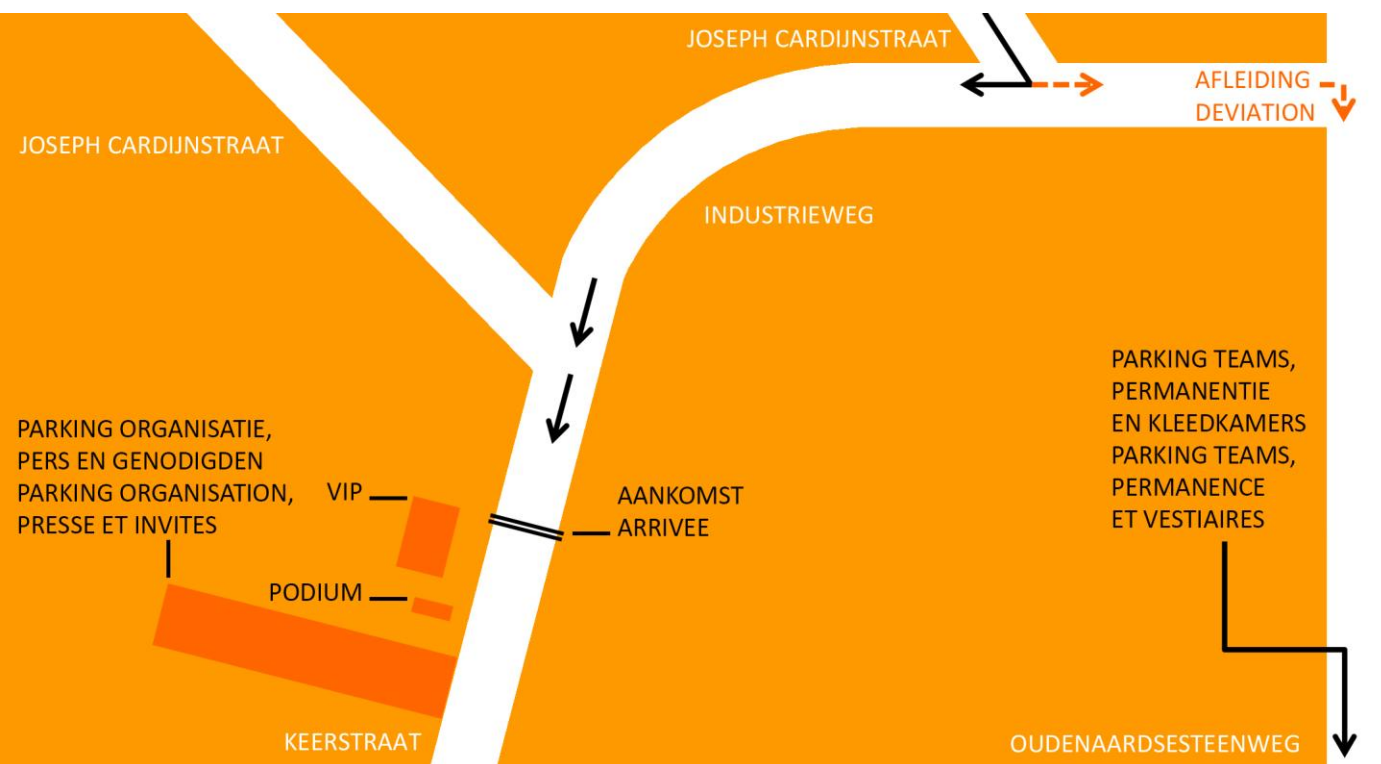 JOSEPH CARDIJNSTRAAT
AFLEIDING
DEVIATION
JOSEPH CARDIJNSTRAAT
INDUSTRIEWEG
PARKING TEAMS,
PERMANENTIE
EN KLEEDKAMERS
PARKING TEAMS,
PERMANENCE
ET VESTIAIRES
PARKING ORGANISATIE,
PERS EN GENODIGDEN
PARKING ORGANISATION,
PRESSE ET INVITES
VIP
AANKOMST
ARRIVEE
PODIUM
KEERSTRAAT
OUDENAARDSESTEENWEG